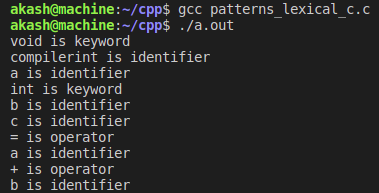 akash@machine:~/cpp$ gcc patterns_lexical_c.c
akash@machine:~/cpp$ ./a.out
void is keyword
compilerint is identifier
a is identifier
int is keyword
b is identifier
c is identifier
= is operator
a is identifier
+ is operator
b is identifier